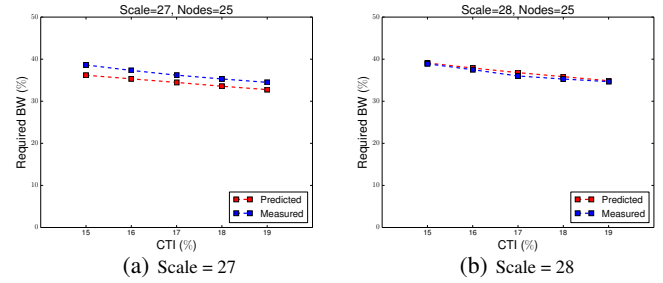 Scale=27, Nodes=25
50
40
30
20
10
0
Required BW (%)
15 16 17 18 19
CTI (%)
Predicted
Measured
(a) Scale = 27
Scale=28, Nodes=25
50
40
30
20
10
0
Required BW (%)
15 16 17 18 19
CTI (%)
Predicted
Measured
(b) Scale = 28